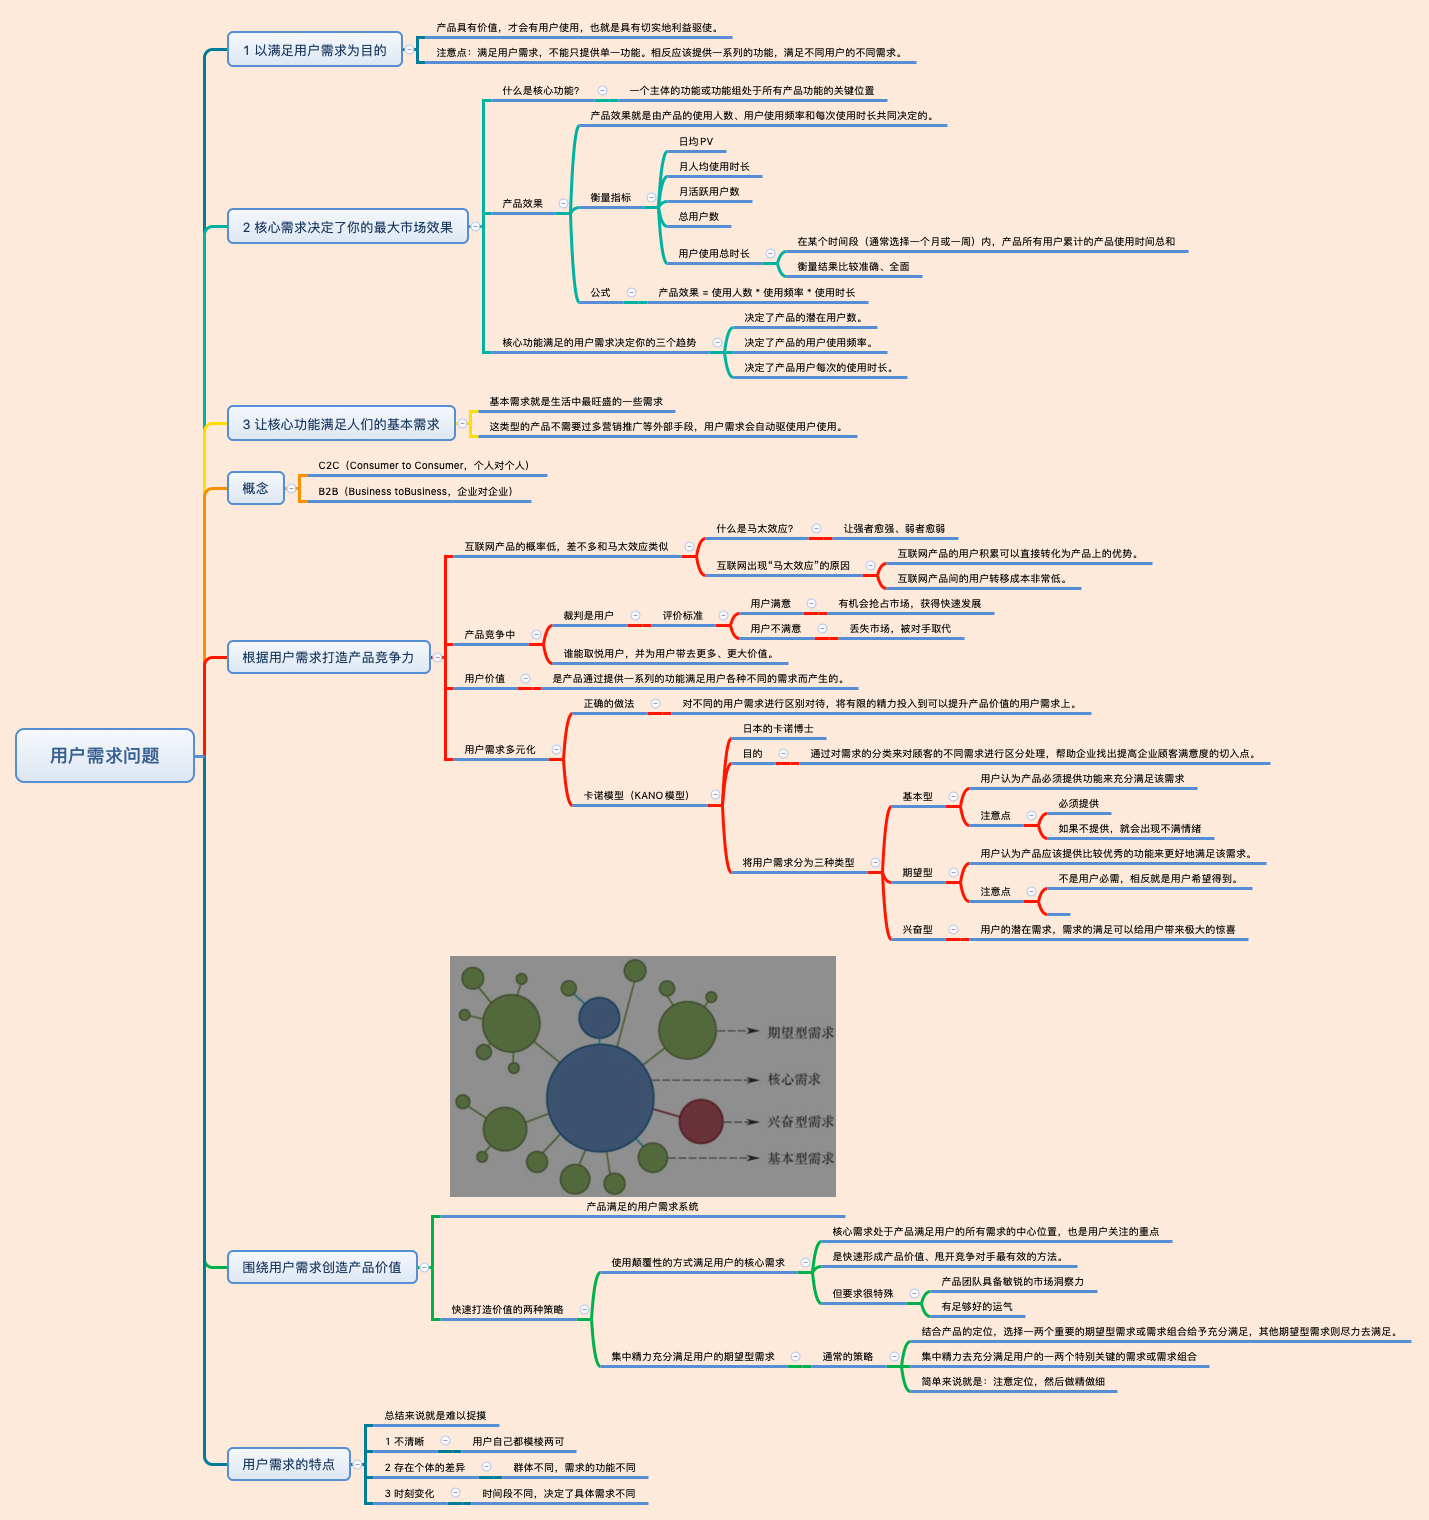 用户需求问题
1 以满足用户需求为目的
产品具有价值，才会有用户使用，也就是具有切实地利益驱使。
注意点：满足用户需求，不能只提供单一功能。相反应该提供一系列的功能，满足不同用户的不同需求。
2 核心需求决定了你的最大市场效果
什么是核心功能？
一个主体的功能或功能组处于所有产品功能的关键位置
产品效果
产品效果就是由产品的使用人数、用户使用频率和每次使用时长共同决定的。
衡量指标
日均PV
月人均使用时长
月活跃用户数
总用户数
用户使用总时长
在某个时间段（通常选择一个月或一周）内，产品所有用户累计的产品使用时间总和
衡量结果比较准确、全面
公式
产品效果 = 使用人数 * 使用频率 * 使用时长
核心功能满足的用户需求决定你的三个趋势
决定了产品的潜在用户数。
决定了产品的用户使用频率。
决定了产品用户每次的使用时长。
3 让核心功能满足人们的基本需求
基本需求就是生活中最旺盛的一些需求
这类型的产品不需要过多营销推广等外部手段，用户需求会自动驱使用户使用。
概念
C2C（Consumer to Consumer，个人对个人）
B2B（Business toBusiness，企业对企业）
根据用户需求打造产品竞争力
互联网产品的概率低，差不多和马太效应类似
什么是马太效应？
让强者愈强、弱者愈弱
互联网出现“马太效应”的原因
互联网产品的用户积累可以直接转化为产品上的优势。
互联网产品间的用户转移成本非常低。
产品竞争中
裁判是用户
评价标准
用户满意
有机会抢占市场，获得快速发展
用户不满意
丢失市场，被对手取代
谁能取悦用户，并为用户带去更多、更大价值。
用户价值
是产品通过提供一系列的功能满足用户各种不同的需求而产生的。
用户需求多元化
正确的做法
对不同的用户需求进行区别对待，将有限的精力投入到可以提升产品价值的用户需求上。
卡诺模型（KANO模型）
日本的卡诺博士
目的
通过对需求的分类来对顾客的不同需求进行区分处理，帮助企业找出提高企业顾客满意度的切入点。
将用户需求分为三种类型
基本型
用户认为产品必须提供功能来充分满足该需求
注意点
必须提供
如果不提供，就会出现不满情绪
期望型
用户认为产品应该提供比较优秀的功能来更好地满足该需求。
注意点
不是用户必需，相反就是用户希望得到。
兴奋型
用户的潜在需求，需求的满足可以给用户带来极大的惊喜
围绕用户需求创造产品价值
期望型需求
核心需求
兴奋型需求
基本型需求
产品满足的用户需求系统
快速打造价值的两种策略
使用颠覆性的方式满足用户的核心需求
核心需求处于产品满足用户的所有需求的中心位置，也是用户关注的重点
是快速形成产品价值、甩开竞争对手最有效的方法。
但要求很特殊
产品团队具备敏锐的市场洞察力
有足够好的运气
集中精力充分满足用户的期望型需求
通常的策略
结合产品的定位，选择一两个重要的期望型需求或需求组合给予充分满足，其他期望型需求则尽力去满足。
集中精力去充分满足用户的一两个特别关键的需求或需求组合
简单来说就是：注意定位，然后做精做细
用户需求的特点
总结来说就是难以捉摸
1 不清晰
用户自己都模棱两可
2 存在个体的差异
群体不同，需求的功能不同
3 时刻变化
时间段不同，决定了具体需求不同